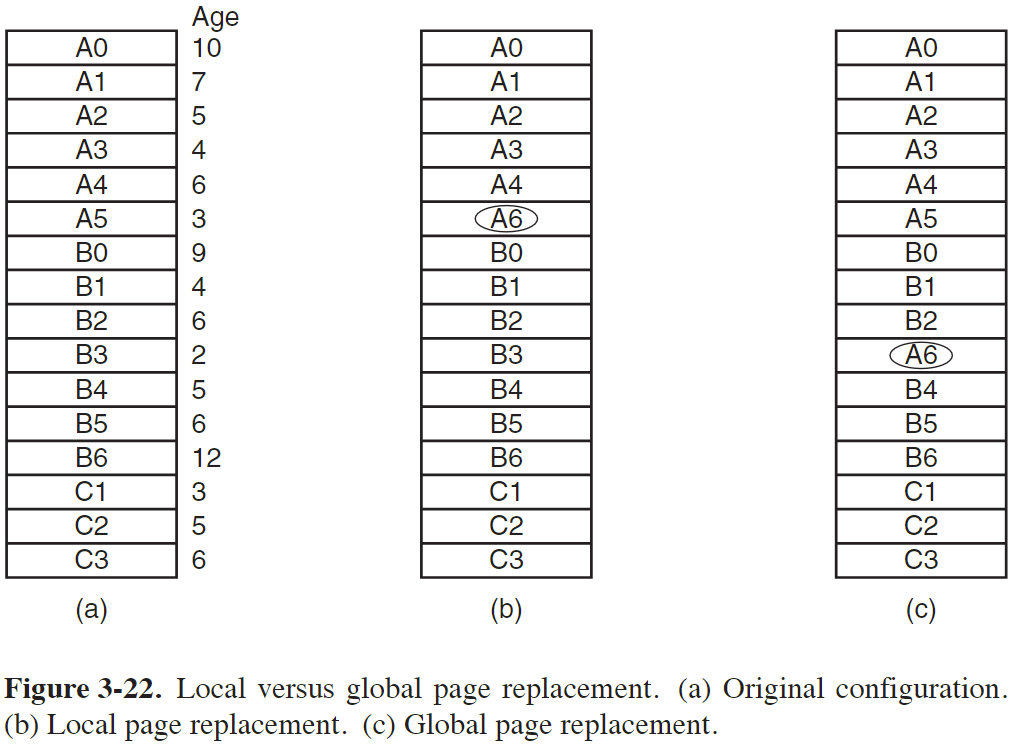 Age
A0 10 A0 A0
A1 7 A1 A1
A2 5 A2 A2
A3 4 A3 A3
A4 6 A4 A4
A5 3 A6 A5
B0 9 B0 B0
B1 4 B1 B1
B2 6 B2 B2
B3 2 B3 A6
B4 5 B4 B4
B5 6 B5 B5
B6 12 B6 B6
C1 3 C1 C1
C2 5 C2 C2
C3 6 C3 C3
(a) (b) (c)
Figure 3-22. Local versus global page replacement. (a) Original configuration.
(b) Local page replacement. (c) Global page replacement.